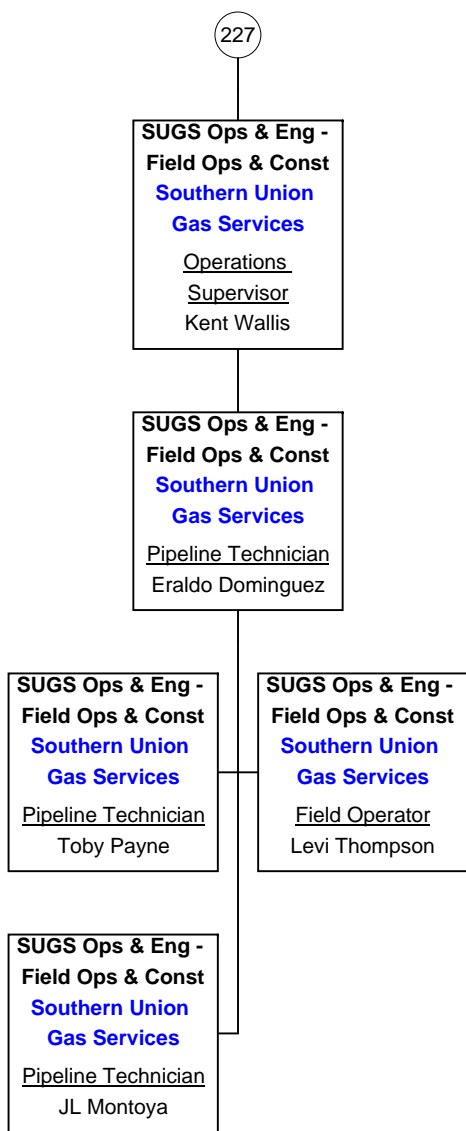 227
SUGS Ops & Eng -
Field Ops & Const
Southern Union
Gas Services
Operations
Supervisor
Kent Wallis
SUGS Ops & Eng -
Field Ops & Const
Southern Union
Gas Services
Pipeline Technician
Eraldo Dominguez
SUGS Ops & Eng -
Field Ops & Const
Southern Union
Gas Services
Pipeline Technician
Toby Payne
SUGS Ops & Eng -
Field Ops & Const
Southern Union
Gas Services
Field Operator
Levi Thompson
SUGS Ops & Eng -
Field Ops & Const
Southern Union
Gas Services
Pipeline Technician
JL Montoya